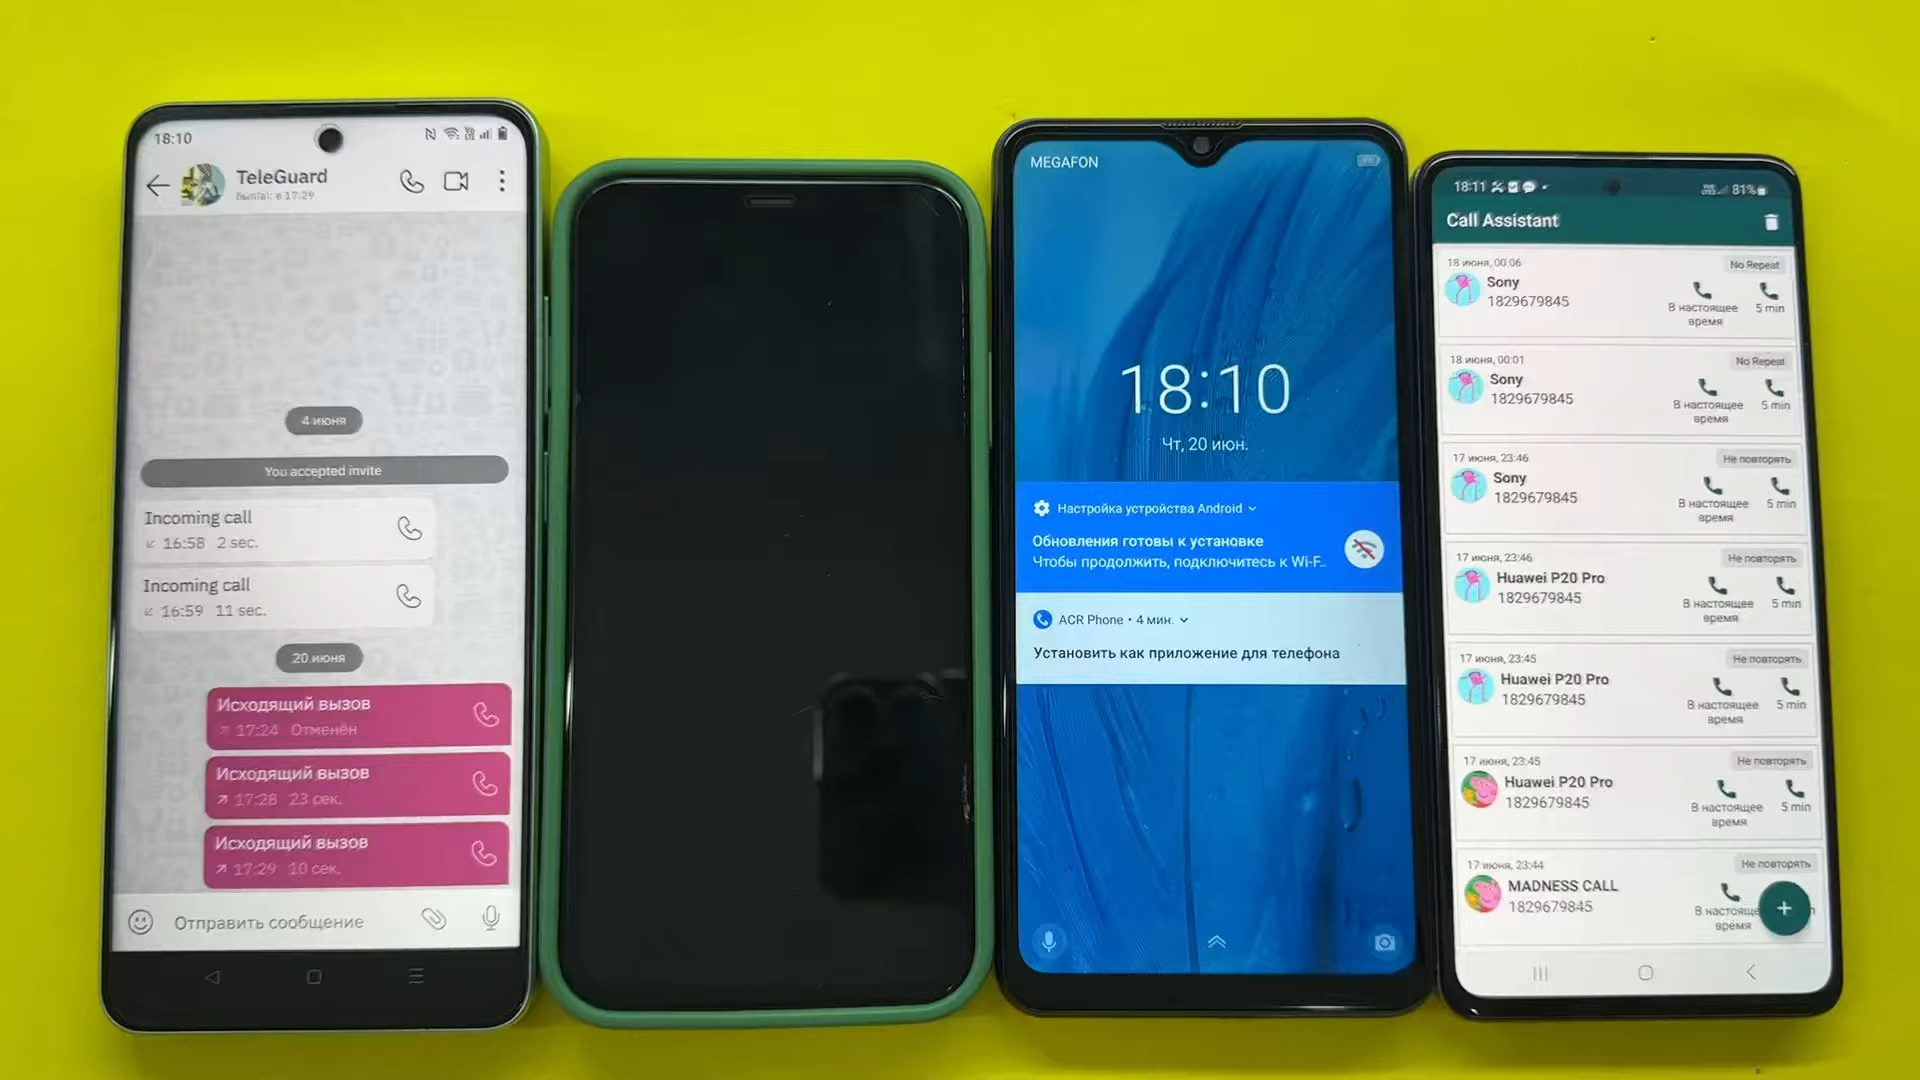 18:10
TeleGuard
был(а): в 17:29
4 июня
You accepted invite
Incoming call
16:58 2 sec.
Incoming call
16:59 11 sec.
20 июня
Исходящий вызов
17:24 Отменён
Исходящий вызов
17:28 23 сек.
Исходящий вызов
17:29 10 сек.
Отправить сообщение
MEGAFON
18:10
Чт, 20 июн.
Настройка устройства Android
Обновления готовы к установке
Чтобы продолжить, подключитесь к Wi-F..
ACR Phone • 4 мин.
Установить как приложение для телефона
18:11
81%
Call Assistant
18 июня, 00:06
No Repeat
Sony
1829679845
В настоящее время
5 min
18 июня, 00:01
No Repeat
Sony
1829679845
В настоящее время
5 min
17 июня, 23:46
Не повторять
Sony
1829679845
В настоящее время
5 min
17 июня, 23:46
Не повторять
Huawei P20 Pro
1829679845
В настоящее время
5 min
17 июня, 23:45
Не повторять
Huawei P20 Pro
1829679845
В настоящее время
5 min
17 июня, 23:45
Не повторять
Huawei P20 Pro
1829679845
В настоящее время
5 min
17 июня, 23:44
Не повторять
MADNESS CALL
1829679845
В настояще
время